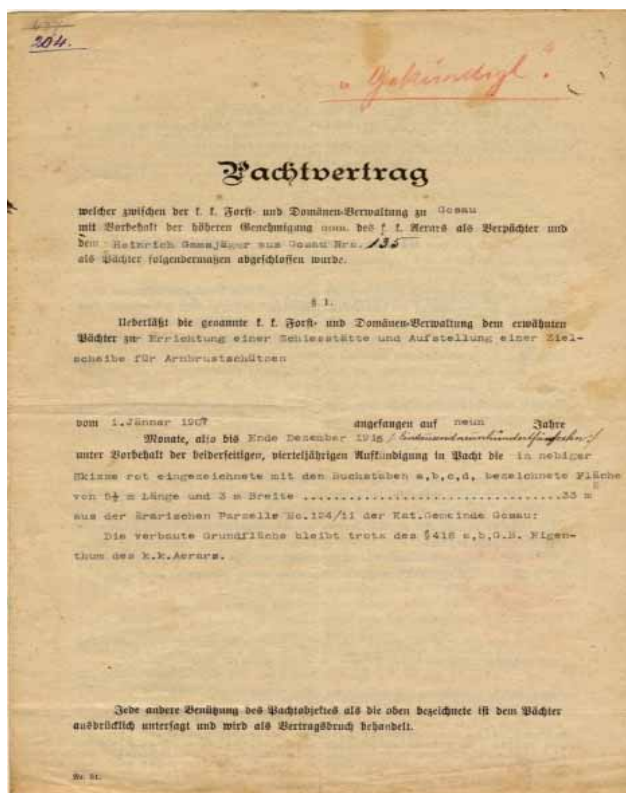 204.
"Gekündigt".
Pachtvertrag
welcher zwischen der k. k. Forst- und Domänen-Verwaltung zu Gosau
mit Vorbehalt der höheren Genehmigung nom. des k. k. Aerars als Verpächter und
dem Heinrich Gamsjäger aus Gosau Nro. 135
als Pächter folgendermaßen abgeschlossen wurde.
§ 1.
Ueberläßt die genannte k. k. Forst- und Domänen-Verwaltung dem erwähnten
Pächter zur Errichtung einer Schiesstätte und Aufstellung einer Ziel-
scheibe für Armbrustschützen
vom 1. Jänner 1907 angefangen auf neun Jahre
Monate, also bis Ende Dezember 1915 /: Eintausendneunhundertfünfzehn :/
unter Vorbehalt der beiderseitigen, vierteljährigen Aufkündigung in Pacht die in nebiger
Skizze rot eingezeichnete mit den Buchstaben a,b,c,d, bezeichnete Fläche
von 5½ m Länge und 3 m Breite ................................33 m
aus der ärarischen Parzelle No.124/11 der Kat.Gemeinde Gosau:
Die verbaute Grundfläche bleibt trotz des §418 a,b,G.B. Eigen-
thum des k.k.Aerars.
Jede andere Benützung des Pachtobjektes als die oben bezeichnete ist dem Pächter
ausdrücklich untersagt und wird als Vertragsbruch behandelt.
Nr. 51.